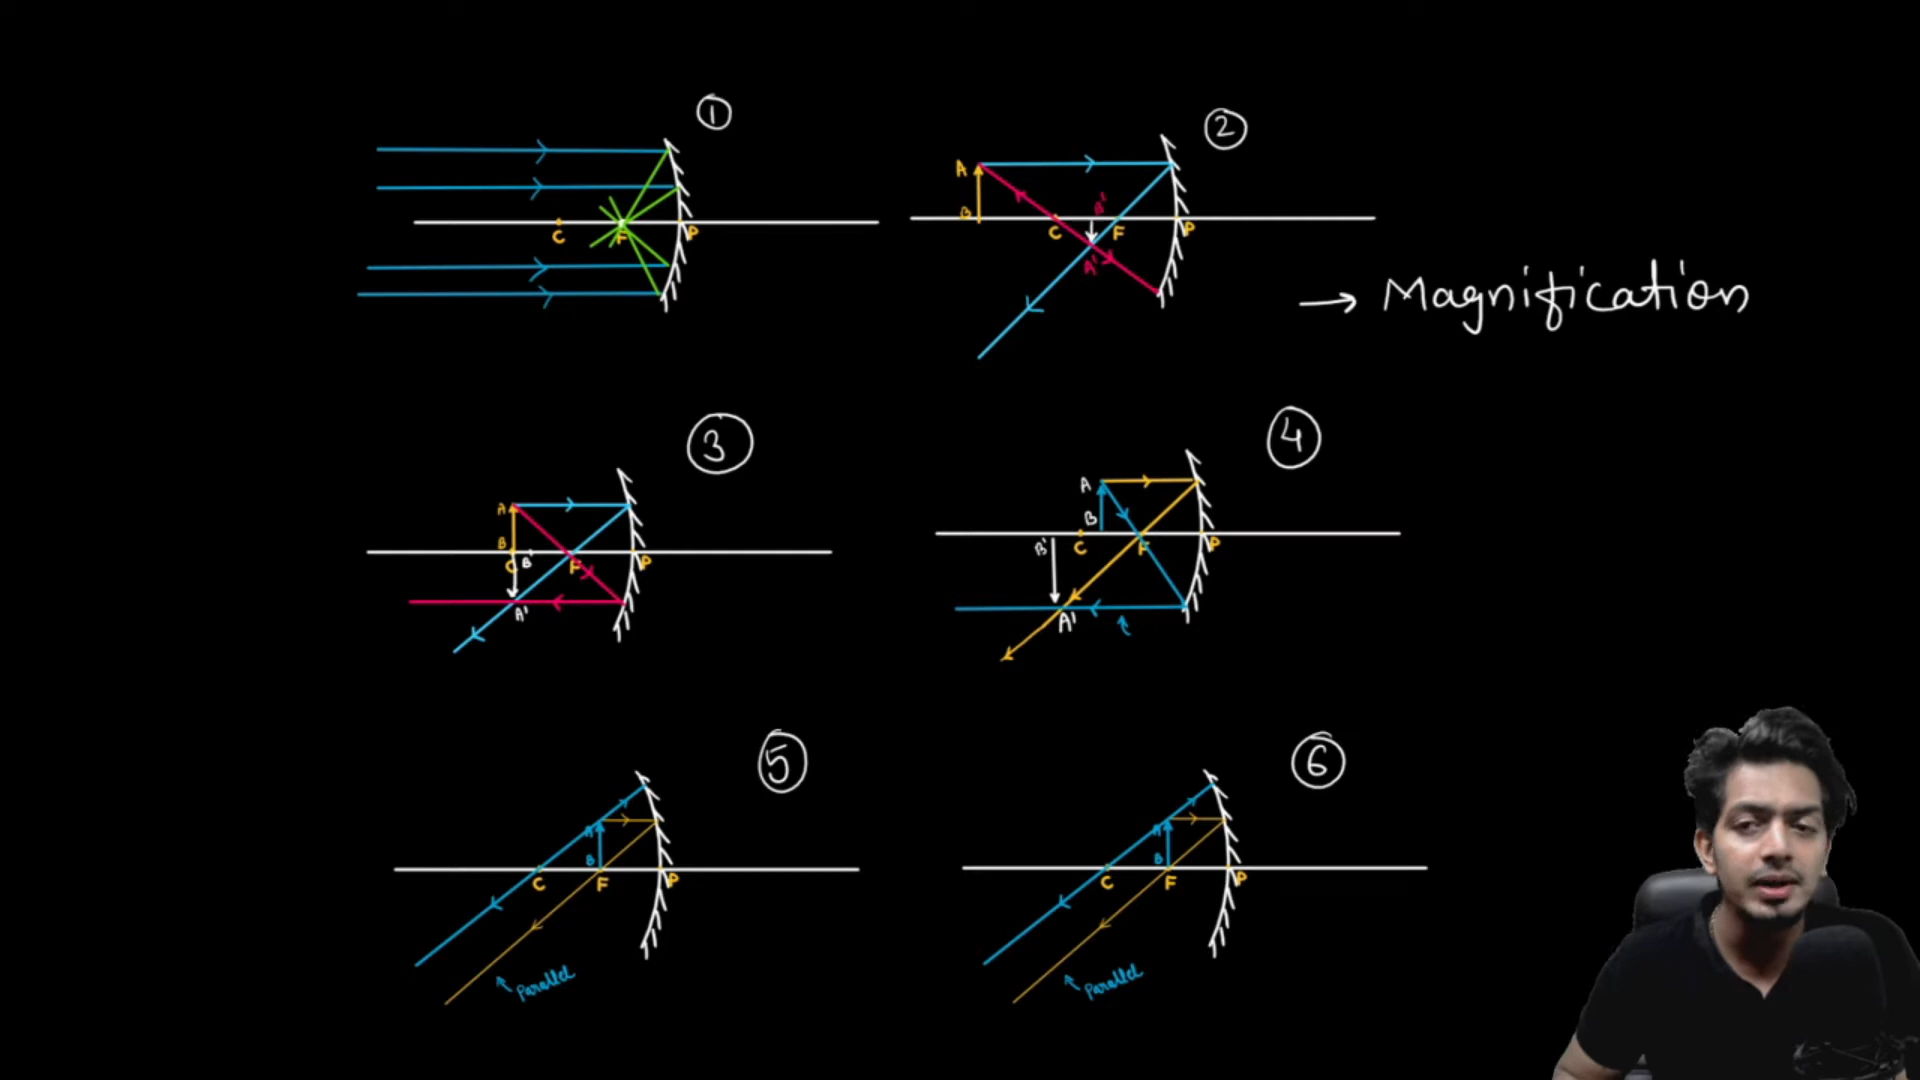 1
2
C F P
A
B B'
C F P
A'
→ Magnification
3
4
A
B
C B' F P
A'
A
B
B' C F P
A'
5
6
A
B
C F P
Parallel
A
B
C F P
Parallel